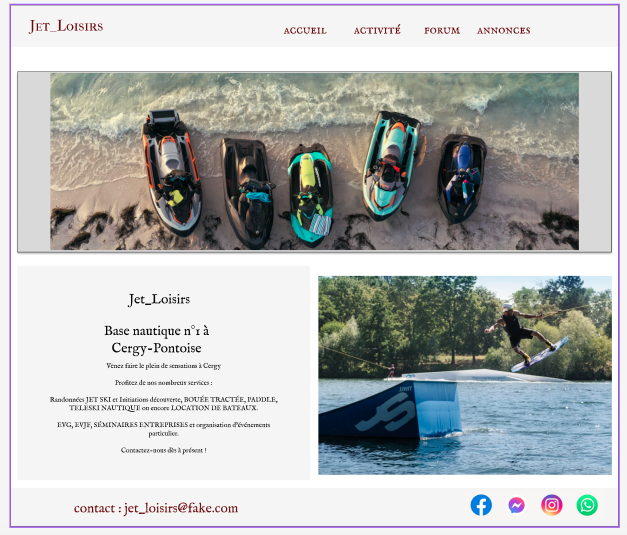 Jet_Loisirs
ACCUEIL ACTIVITÉ FORUM ANNONCES
Jet_Loisirs
Base nautique n°1 à
Cergy-Pontoise
Venez faire le plein de sensations à Cergy
Profitez de nos nombreux services :
Randonnées JET SKI et Initiations découverte, BOUÉE TRACTÉE, PADDLE,
TELESKI NAUTIQUE ou encore LOCATION DE BATEAUX.
EVG, EVJF, SÉMINAIRES ENTREPRISES et organisation d'événements
particulier.
Contactez-nous dès à présent !
contact : jet_loisirs@fake.com